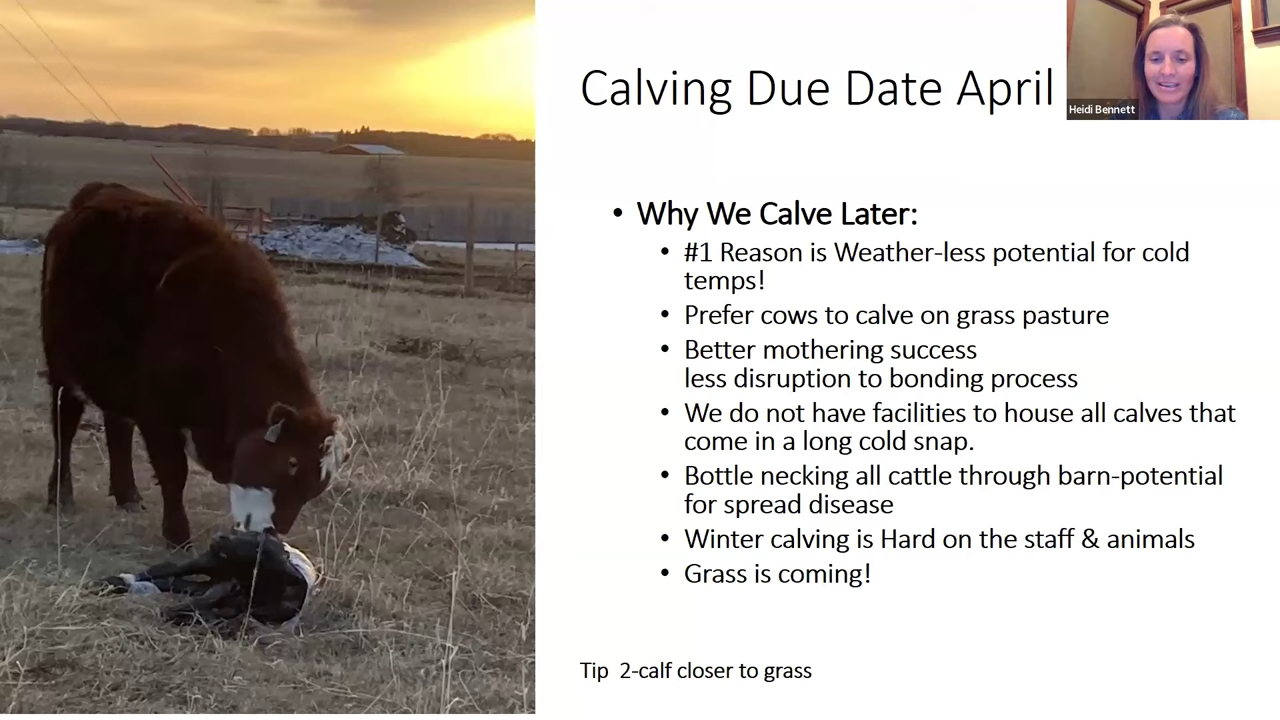 Calving Due Date April
Heidi Bennett
• Why We Calve Later:
• #1 Reason is Weather-less potential for cold
temps!
• Prefer cows to calve on grass pasture
• Better mothering success
less disruption to bonding process
• We do not have facilities to house all calves that
come in a long cold snap.
• Bottle necking all cattle through barn-potential
for spread disease
• Winter calving is Hard on the staff & animals
• Grass is coming!
Tip  2-calf closer to grass